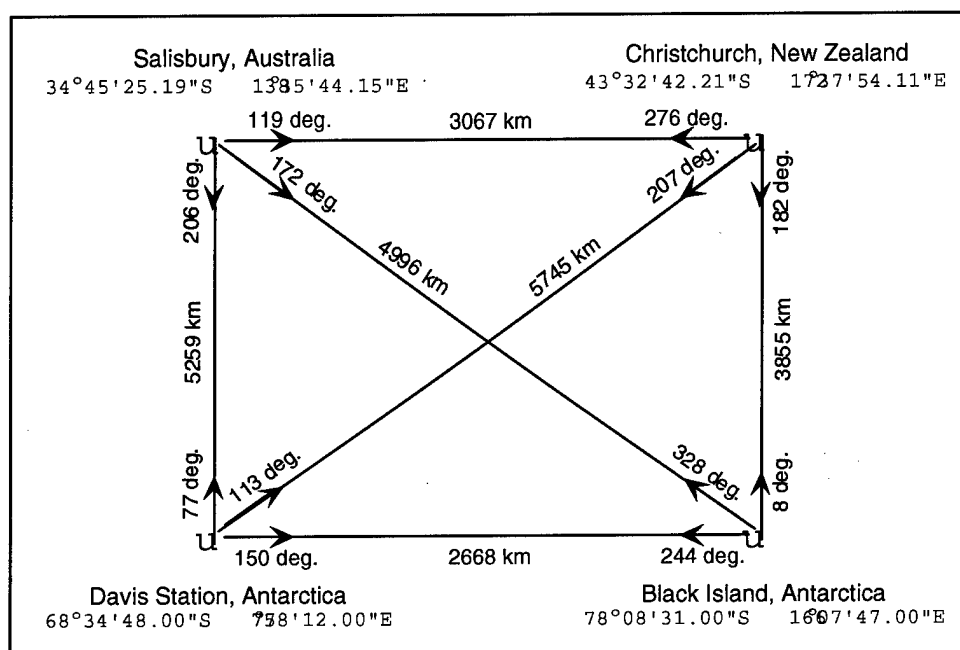 Salisbury, Australia
34°45'25.19"S
Christchurch, New Zealand
43°32'42.21"S
119 deg.
3067 km
276 deg.
u
u
172 deg.
207 deg.
206 deg.
182 deg.
4996 km
5745 km
5259 km
3855 km
113 deg.
328 deg.
77 deg.
8 deg.
u
u
150 deg.
2668 km
244 deg.
Davis Station, Antarctica
68°34'48.00"S
Black Island, Antarctica
78°08'31.00"S